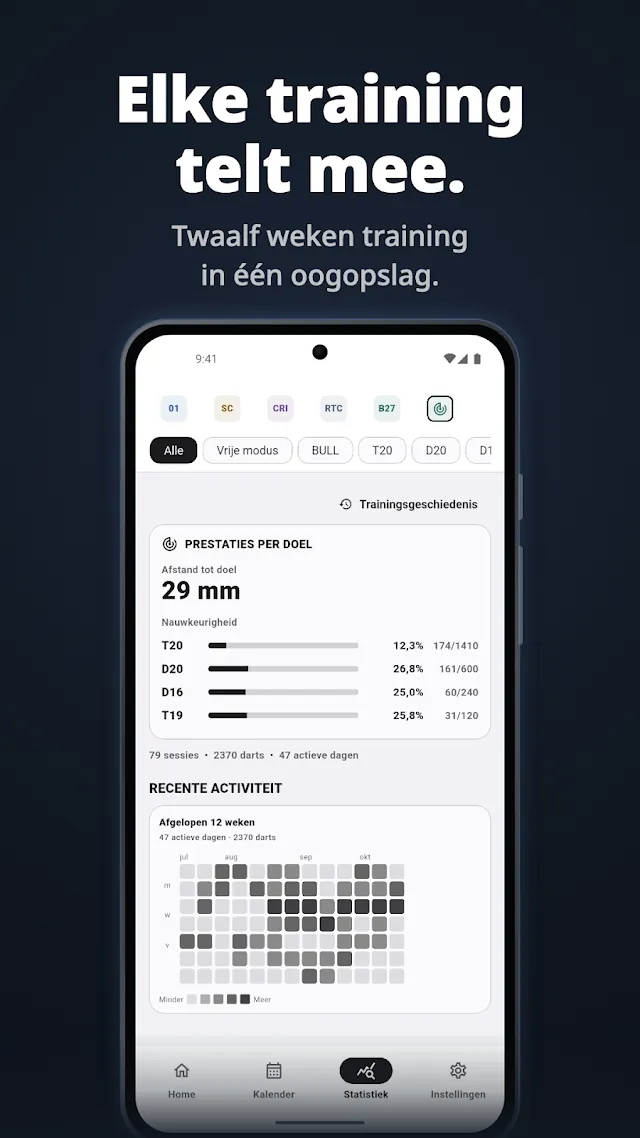 Elke training
telt mee.
Twaalf weken training
in één oogopslag.
9:41
01 SC CRI RTC B27
Alle Vrije modus BULL T20 D20 D1
Trainingsgeschiedenis
PRESTATIES PER DOEL
Afstand tot doel
29 mm
Nauwkeurigheid
T20 12,3% 174/1410
D20 26,8% 161/600
D16 25,0% 60/240
T19 25,8% 31/120
79 sessies • 2370 darts • 47 actieve dagen
RECENTE ACTIVITEIT
Afgelopen 12 weken
47 actieve dagen · 2370 darts
jul aug sep okt
m
w
v
Minder Meer
Home Kalender Statistiek Instellingen